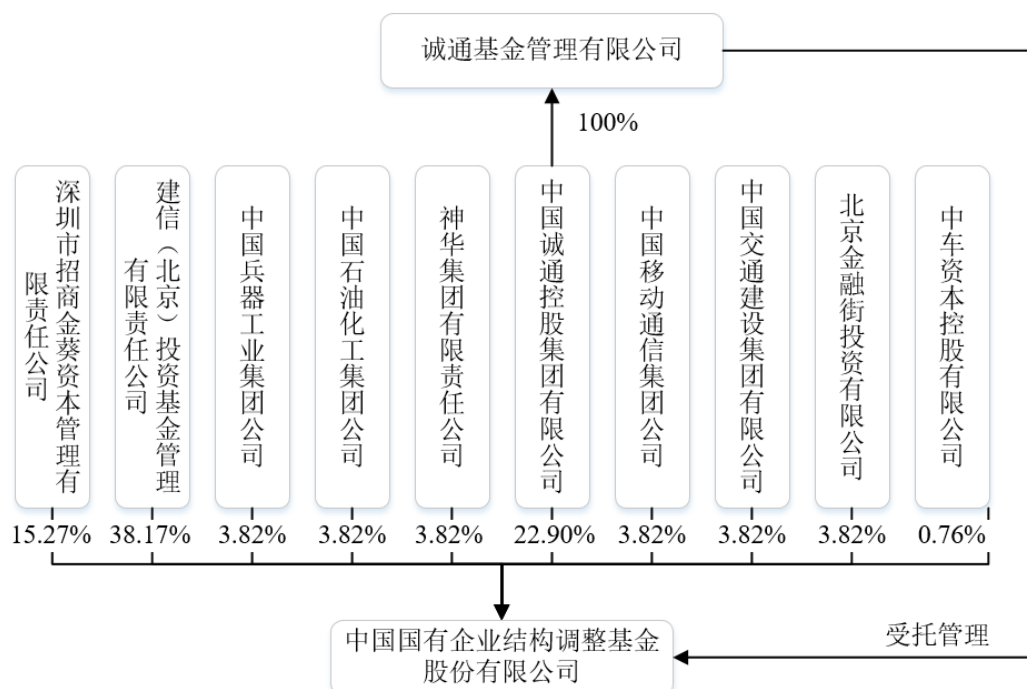 诚通基金管理有限公司
100%
深圳市招商金葵资本管理有
限责任公司
建信（北京）投资基金管理
有限责任公司
中国兵器工业集团公司
中国石油化工集团公司
神华集团有限责任公司
中国诚通控股集团有限公司
中国移动通信集团公司
中国交通建设集团有限公司
北京金融街投资有限公司
中车资本控股有限公司
15.27%
38.17%
3.82%
3.82%
3.82%
22.90%
3.82%
3.82%
3.82%
0.76%
受托管理
中国国有企业结构调整基金
股份有限公司